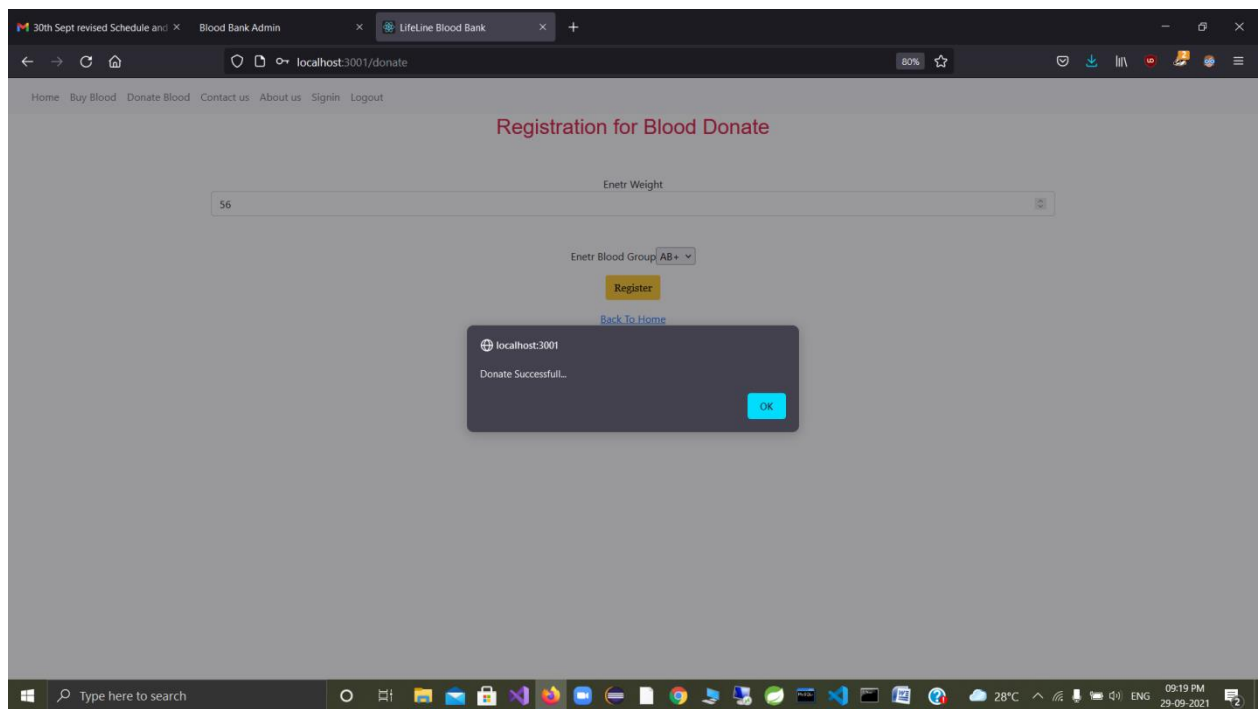 30th Sept revised Schedule and
Blood Bank Admin
LifeLine Blood Bank
localhost:3001/donate
80%
Home Buy Blood Donate Blood Contact us About us Signin Logout
Registration for Blood Donate
Enetr Weight
56
Enetr Blood Group AB+
Register
Back To Home
localhost:3001
Donate Successfull...
OK
Type here to search
28°C ENG 09:19 PM
29-09-2021
2